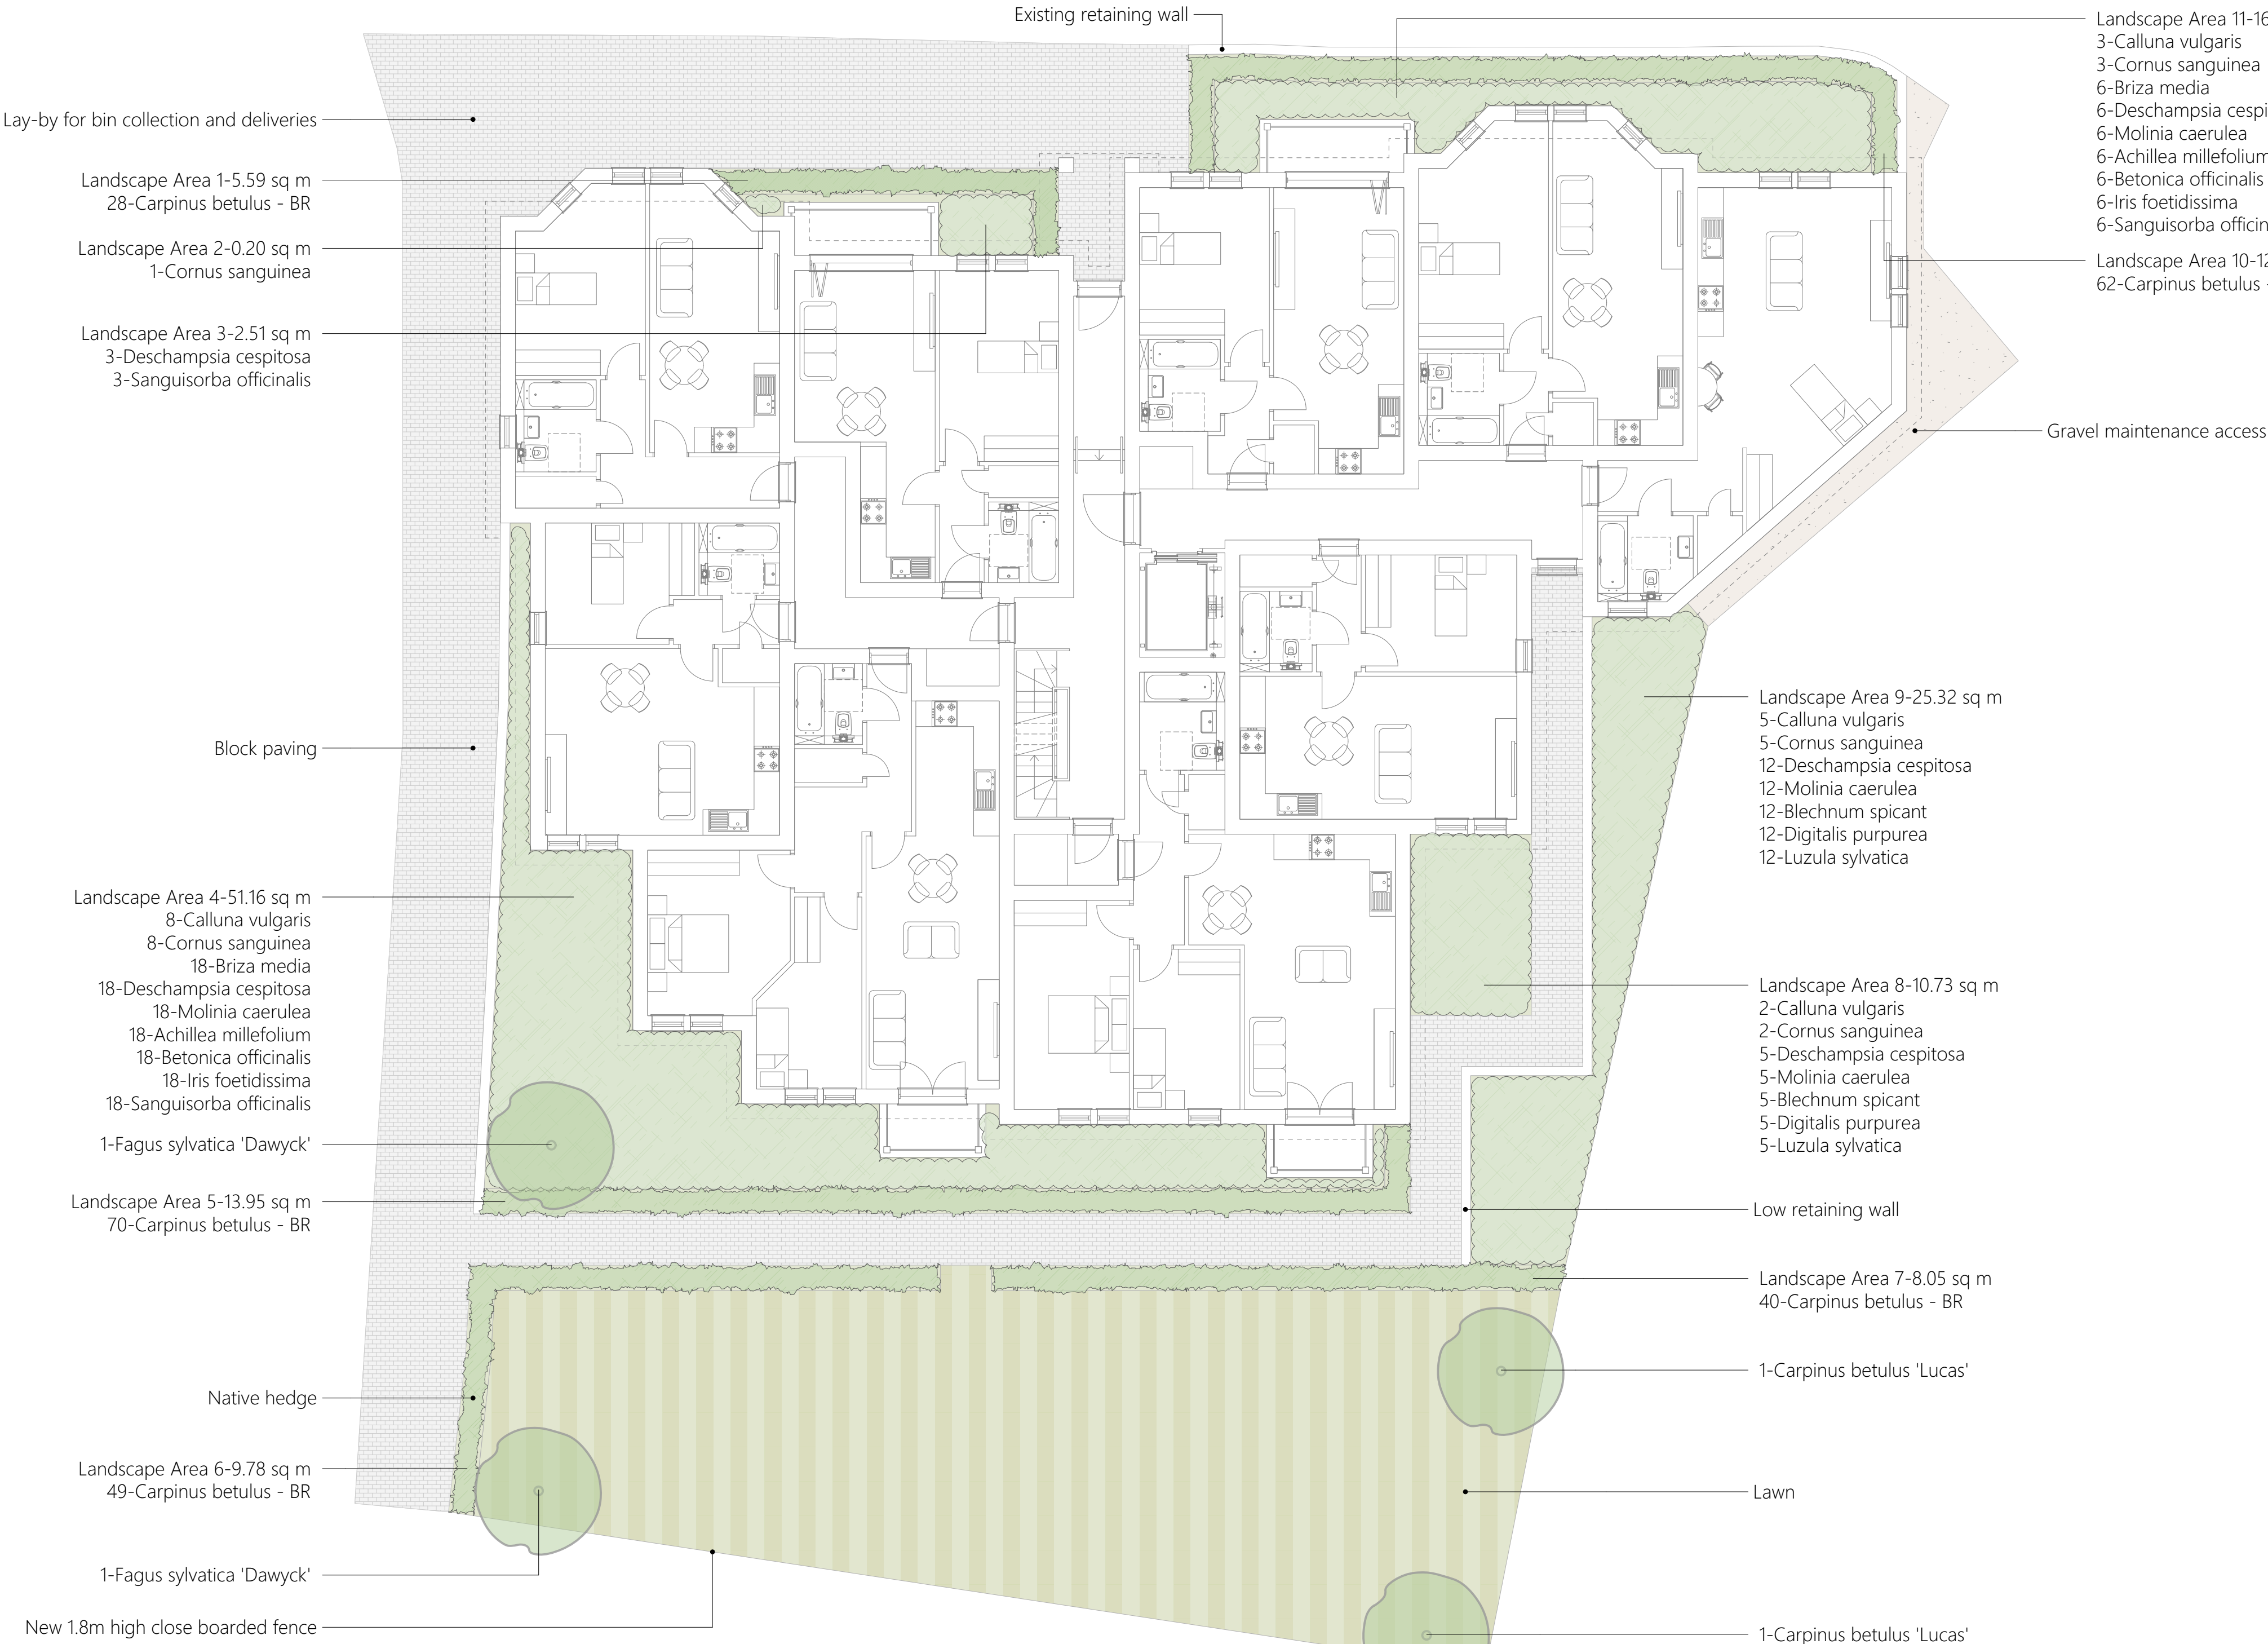 Existing retaining wall
Lay-by for bin collection and deliveries
Landscape Area 1-5.59 sq m
28-Carpinus betulus - BR
Landscape Area 2-0.20 sq m
1-Cornus sanguinea
Landscape Area 3-2.51 sq m
3-Deschampsia cespitosa
3-Sanguisorba officinalis
Block paving
Landscape Area 4-51.16 sq m
8-Calluna vulgaris
8-Cornus sanguinea
18-Briza media
18-Deschampsia cespitosa
18-Molinia caerulea
18-Achillea millefolium
18-Betonica officinalis
18-Iris foetidissima
18-Sanguisorba officinalis
1-Fagus sylvatica 'Dawyck'
Landscape Area 5-13.95 sq m
70-Carpinus betulus - BR
Native hedge
Landscape Area 6-9.78 sq m
49-Carpinus betulus - BR
1-Fagus sylvatica 'Dawyck'
New 1.8m high close boarded fence
Landscape Area 11-16
3-Calluna vulgaris
3-Cornus sanguinea
6-Briza media
6-Deschampsia cespi
6-Molinia caerulea
6-Achillea millefolium
6-Betonica officinalis
6-Iris foetidissima
6-Sanguisorba officin
Landscape Area 10-12
62-Carpinus betulus -
Gravel maintenance access
Landscape Area 9-25.32 sq m
5-Calluna vulgaris
5-Cornus sanguinea
12-Deschampsia cespitosa
12-Molinia caerulea
12-Blechnum spicant
12-Digitalis purpurea
12-Luzula sylvatica
Landscape Area 8-10.73 sq m
2-Calluna vulgaris
2-Cornus sanguinea
5-Deschampsia cespitosa
5-Molinia caerulea
5-Blechnum spicant
5-Digitalis purpurea
5-Luzula sylvatica
Low retaining wall
Landscape Area 7-8.05 sq m
40-Carpinus betulus - BR
1-Carpinus betulus 'Lucas'
Lawn
1-Carpinus betulus 'Lucas'